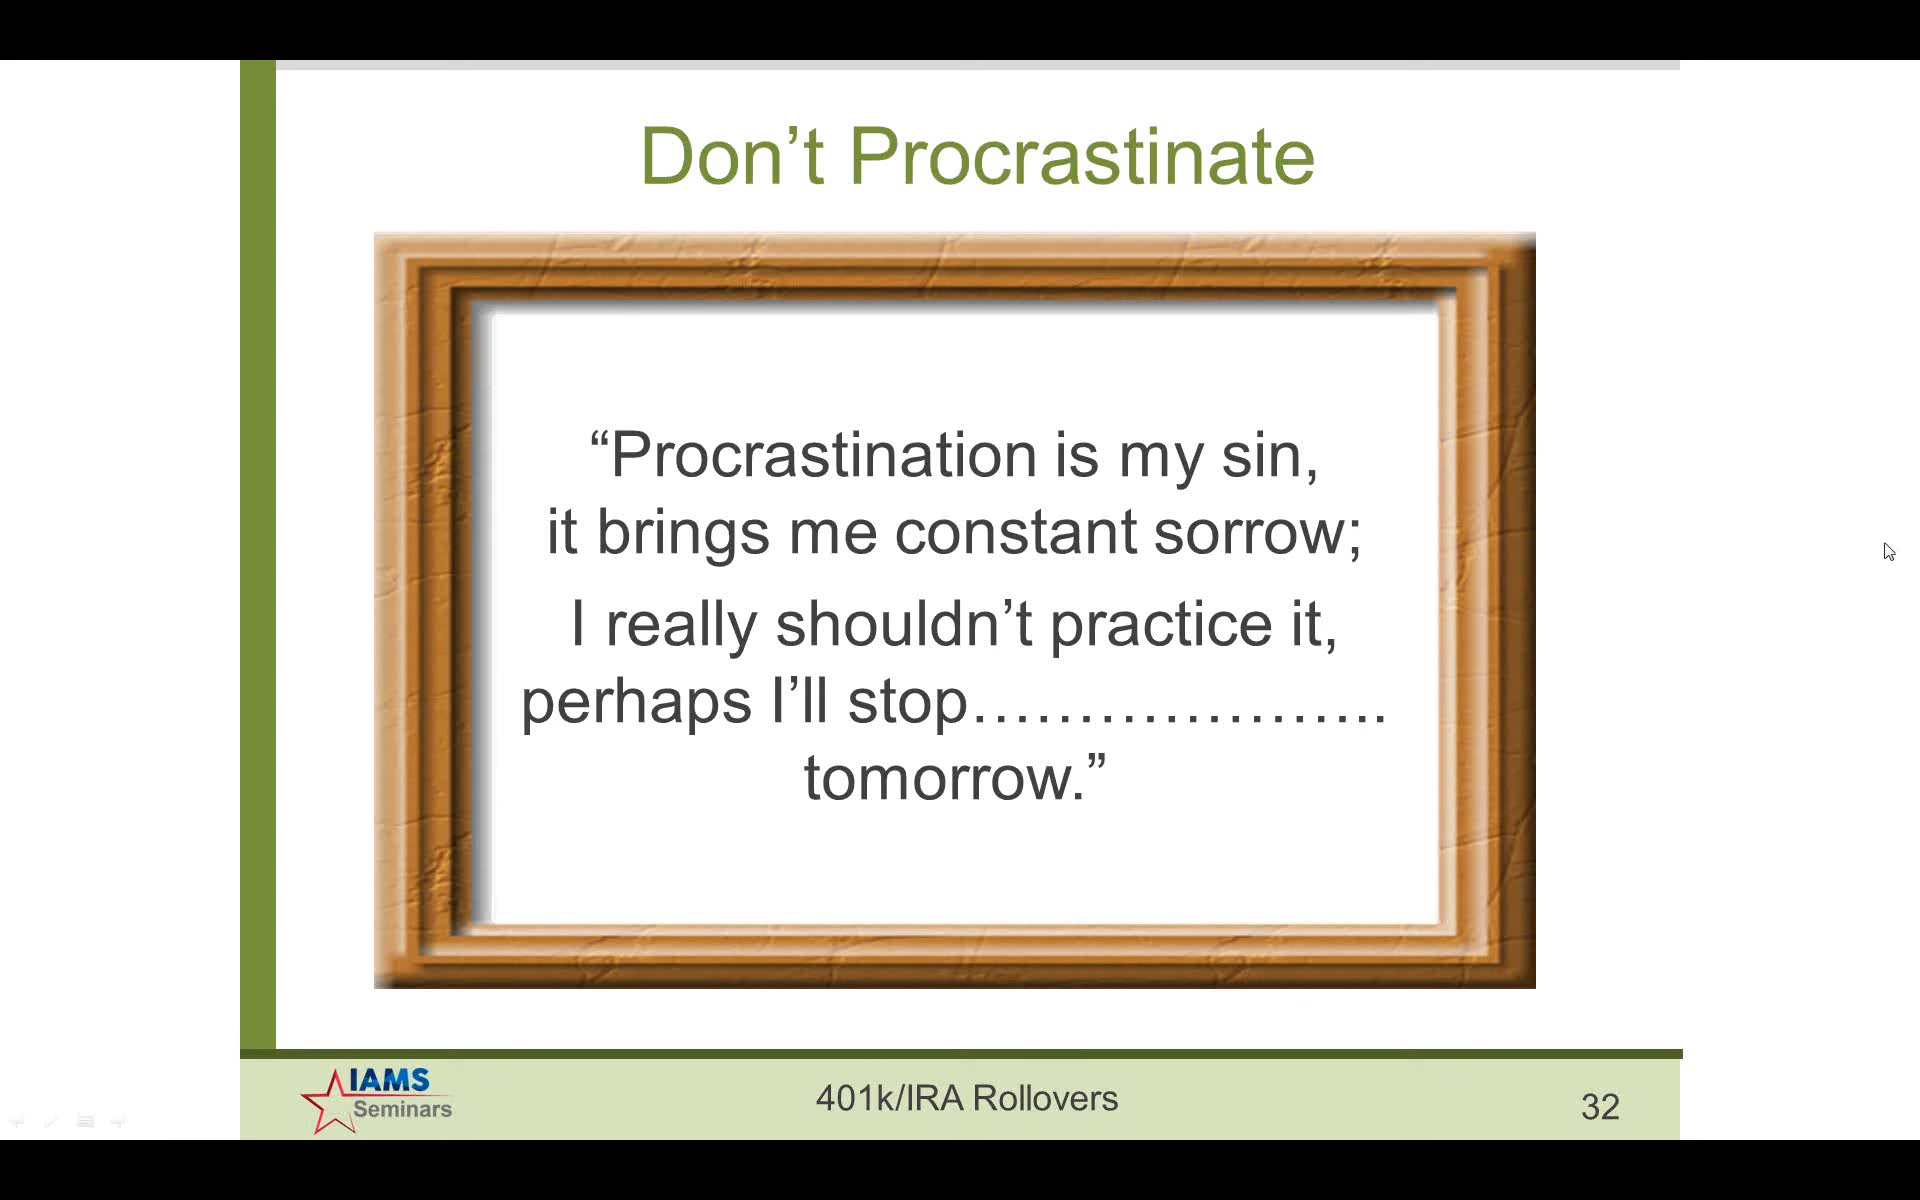 Don’t Procrastinate
“Procrastination is my sin,
it brings me constant sorrow;
I really shouldn’t practice it,
perhaps I’ll stop…………………..
tomorrow.”
IAMS
Seminars
401k/IRA Rollovers
32